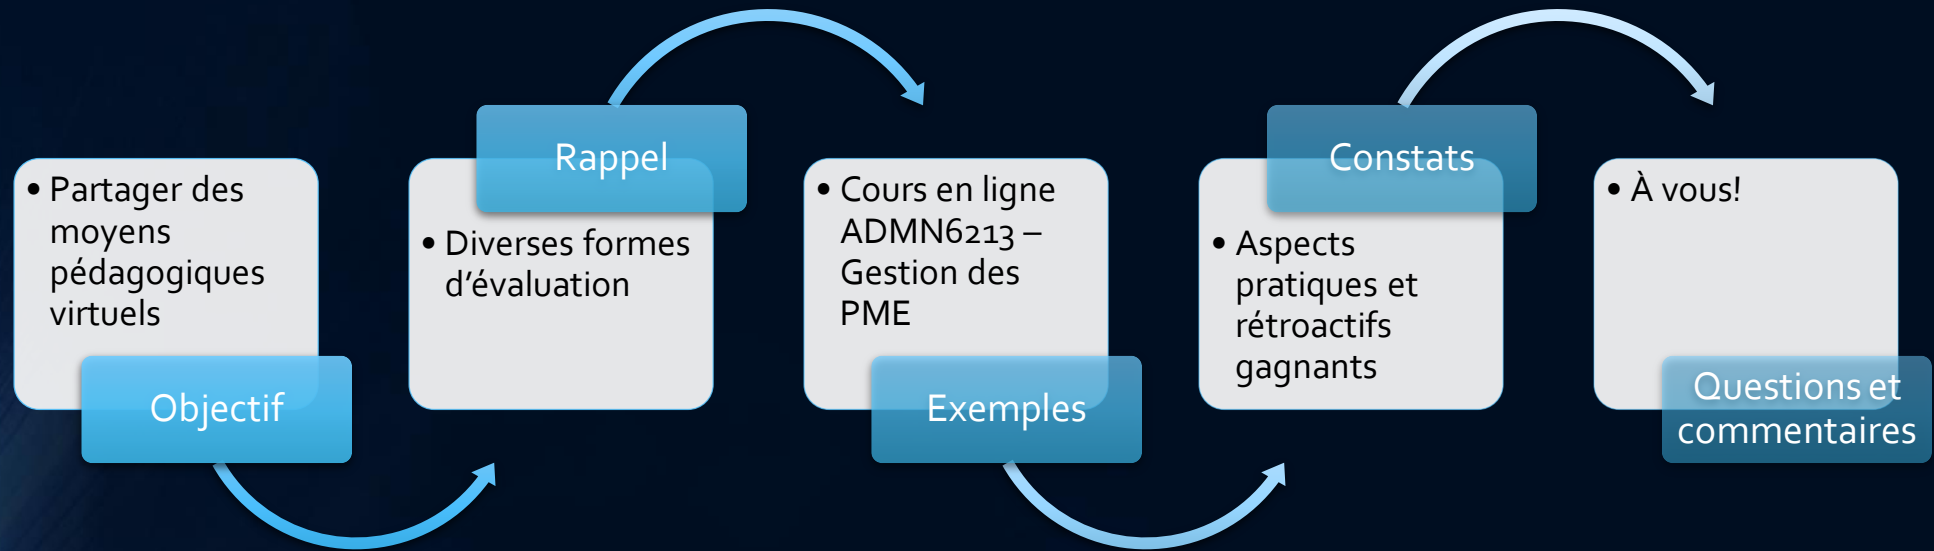 • Partager des
moyens
pédagogiques
virtuels
Objectif
Rappel
• Diverses formes
d’évaluation
• Cours en ligne
ADMN6213 –
Gestion des
PME
Exemples
Constats
• Aspects
pratiques et
rétroactifs
gagnants
• À vous!
Questions et
commentaires